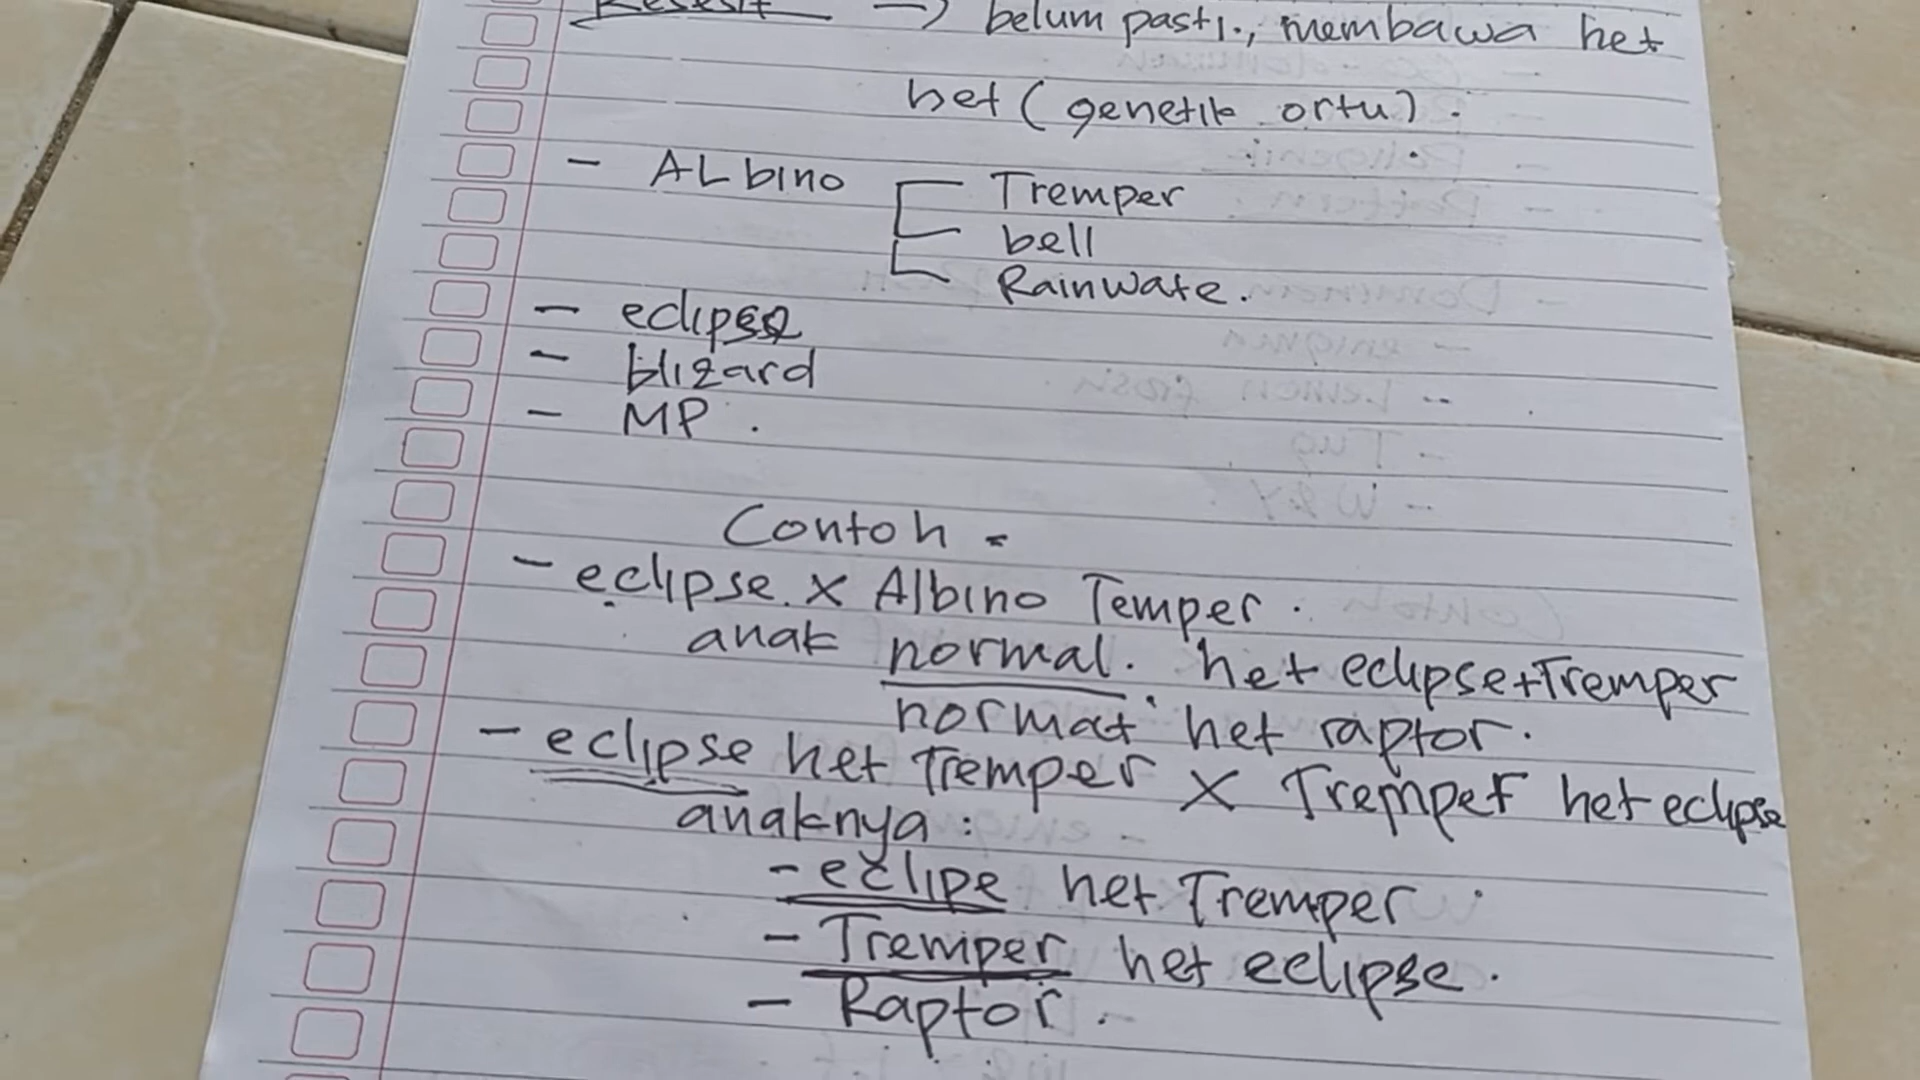 Resesif → belum pasti., membawa het
het (genetik ortu).
- ALbino Tremper
bell
Rainwate.
- eclipse
- blizard
- MP.
Contoh =
- eclipse x Albino Temper.
anak normal. het eclipse+Tremper
normal het raptor.
- eclipse het Tremper X Tremper het eclipse
anaknya:
- eclipe het Tremper
- Tremper het eclipse.
- Raptor.